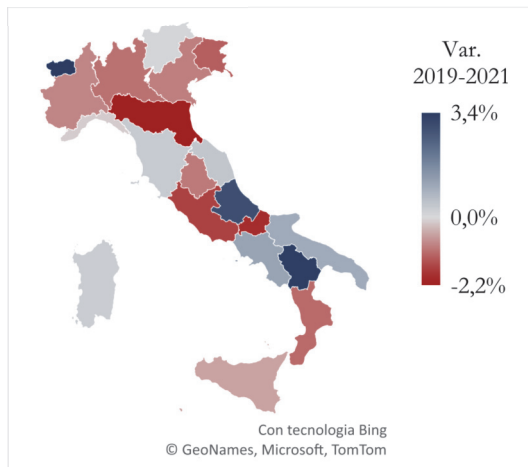 Var.
2019-2021
3,4%
0,0%
-2,2%
Con tecnologia Bing
© GeoNames, Microsoft, TomTom